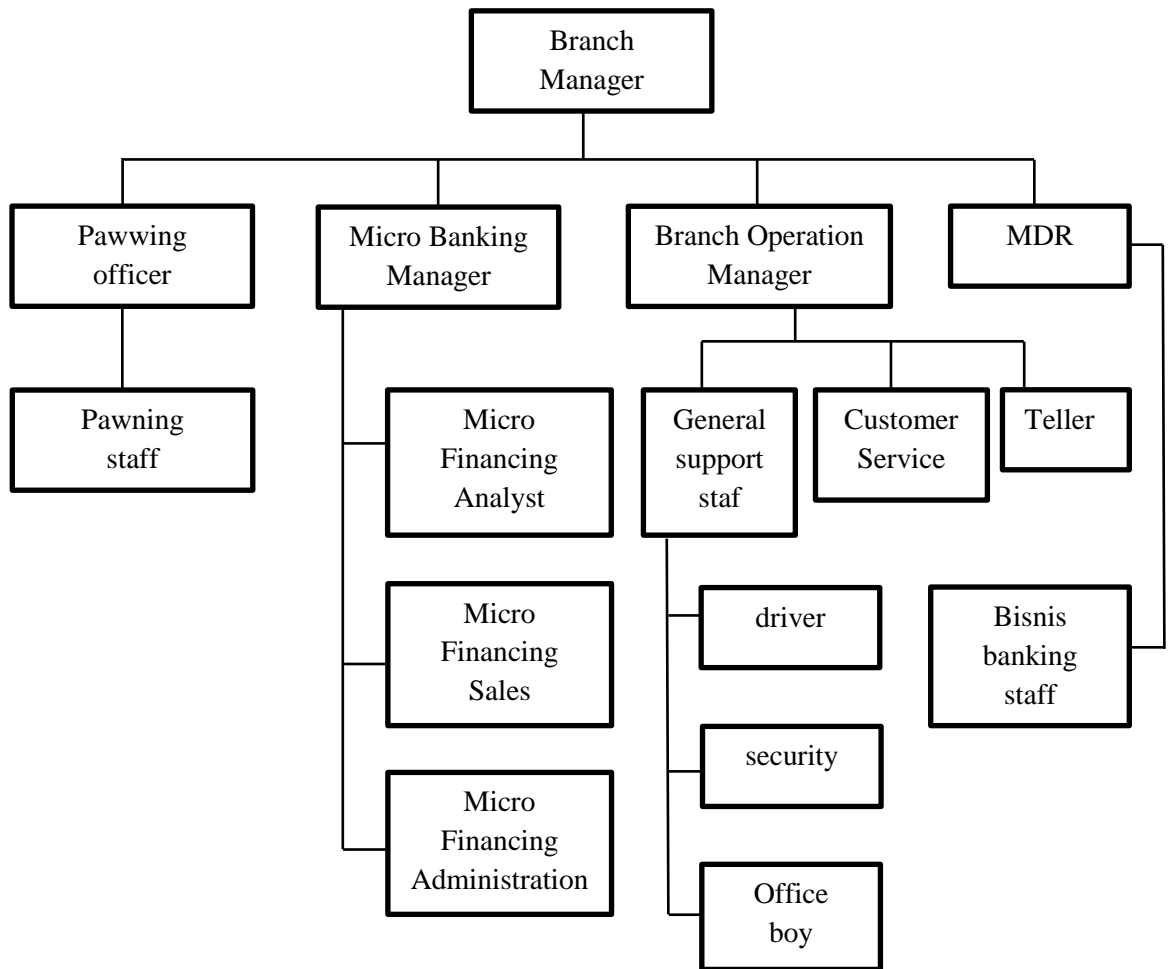 Branch
Manager
Pawwing
officer
Micro Banking
Manager
Branch Operation
Manager
MDR
Pawning
staff
Micro
Financing
Analyst
General
support
staf
Customer
Service
Teller
Micro
Financing
Sales
driver
Bisnis
banking
staff
security
Micro
Financing
Administration
Office
boy